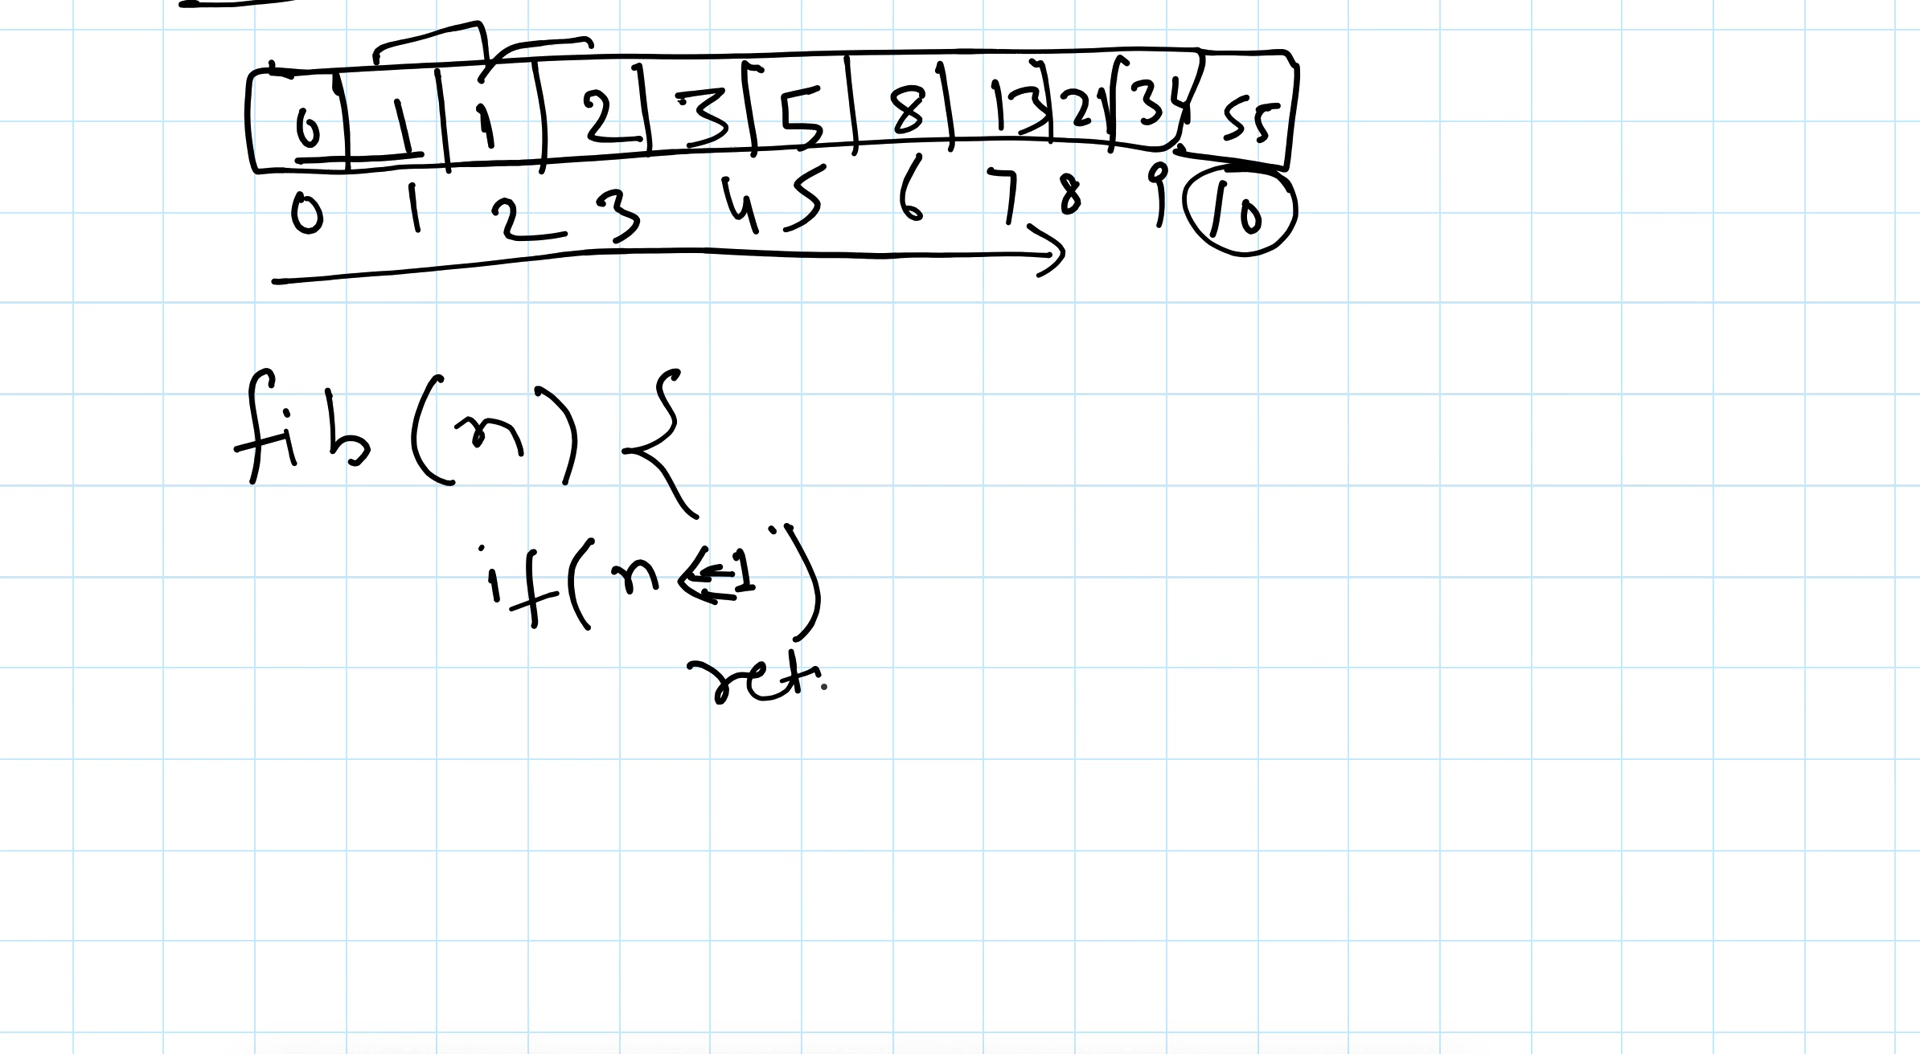 0 1 1 2 3 5 8 13 21 34 55
0 1 2 3 4 5 6 7 8 9 10
fib(n) {
if(n <= 1)
ret